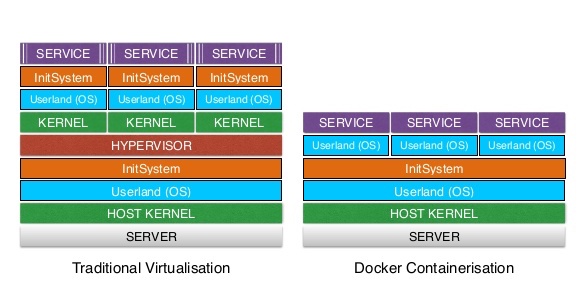 SERVICE SERVICE SERVICE
InitSystem InitSystem InitSystem
Userland (OS) Userland (OS) Userland (OS)
KERNEL KERNEL KERNEL
HYPERVISOR
InitSystem
Userland (OS)
HOST KERNEL
SERVER
Traditional Virtualisation
SERVICE SERVICE SERVICE
Userland (OS) Userland (OS) Userland (OS)
InitSystem
Userland (OS)
HOST KERNEL
SERVER
Docker Containerisation